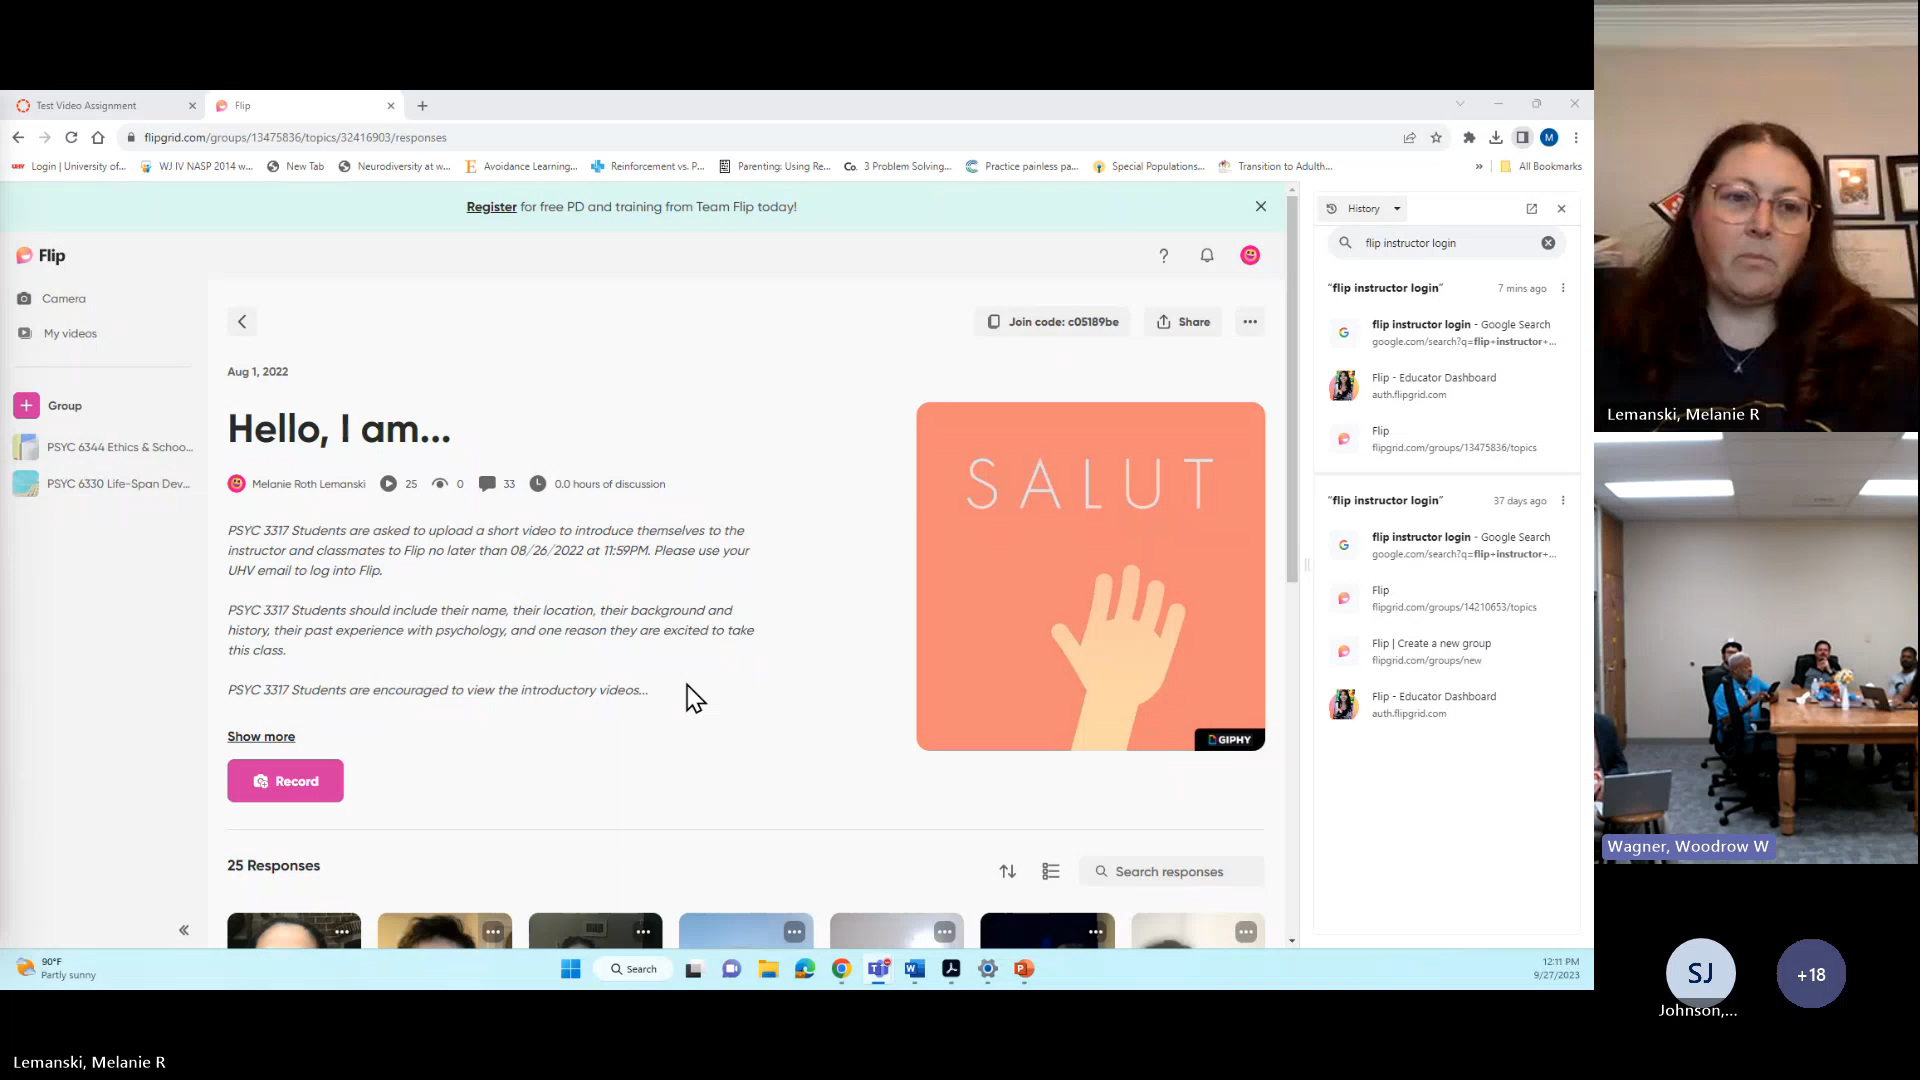 Test Video Assignment
Flip
flipgrid.com/groups/13475836/topics/32416903/responses
Login | University of...
WJ IV NASP 2014 w...
New Tab
Neurodiversity at w...
Avoidance Learning...
Reinforcement vs. P...
Parenting: Using Re...
Co.
3 Problem Solving...
Practice painless pa...
Special Populations...
Transition to Adulth...
»
All Bookmarks
M
Register for free PD and training from Team Flip today!
Flip
Camera
My videos
Group
PSYC 6344 Ethics & Schoo...
PSYC 6330 Life-Span Dev...
Join code: c05189be
Share
Aug 1, 2022
Hello, I am...
Melanie Roth Lemanski
25
0
33
0.0 hours of discussion
PSYC 3317 Students are asked to upload a short video to introduce themselves to the
instructor and classmates to Flip no later than 08/26/2022 at 11:59PM. Please use your
UHV email to log into Flip.
PSYC 3317 Students should include their name, their location, their background and
history, their past experience with psychology, and one reason they are excited to take
this class.
PSYC 3317 Students are encouraged to view the introductory videos...
Show more
Record
SALUT
GIPHY
25 Responses
Search responses
History
flip instructor login
"flip instructor login"
7 mins ago
flip instructor login - Google Search
google.com/search?q=flip+instructor+...
Flip - Educator Dashboard
auth.flipgrid.com
Flip
flipgrid.com/groups/13475836/topics
"flip instructor login"
37 days ago
flip instructor login - Google Search
google.com/search?q=flip+instructor+...
Flip
flipgrid.com/groups/14210653/topics
Flip | Create a new group
flipgrid.com/groups/new
Flip - Educator Dashboard
auth.flipgrid.com
90°F
Partly sunny
Search
12:11 PM
9/27/2023
Lemanski, Melanie R
Wagner, Woodrow W
SJ
Johnson,...
+18
Lemanski, Melanie R